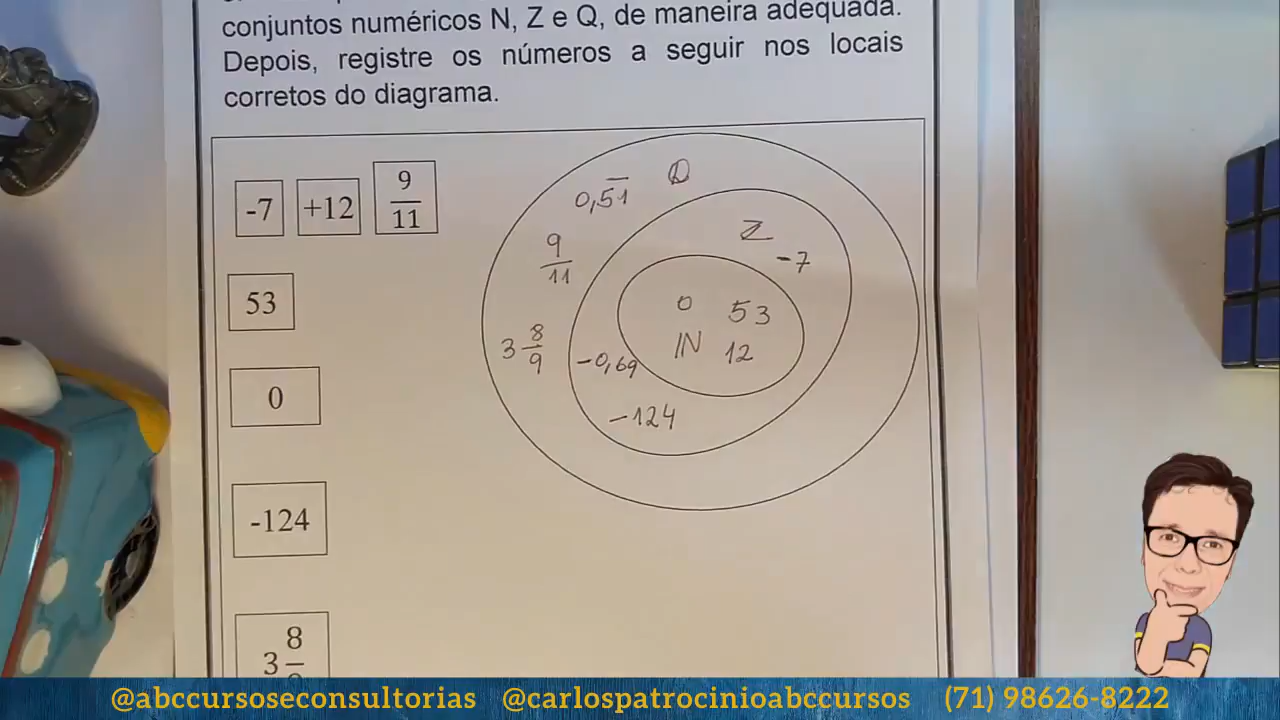 conjuntos numéricos N, Z e Q, de maneira adequada.
Depois, registre os números a seguir nos locais
corretos do diagrama.
-7 +12 9/11
53
0
-124
3 8
0,51̅ Q
9/11
Z
-7
0 53
3 8/9 -0,69 IN 12
-124
@abccursoseconsultorias @carlospatrocinioabccursos (71) 98626-8222